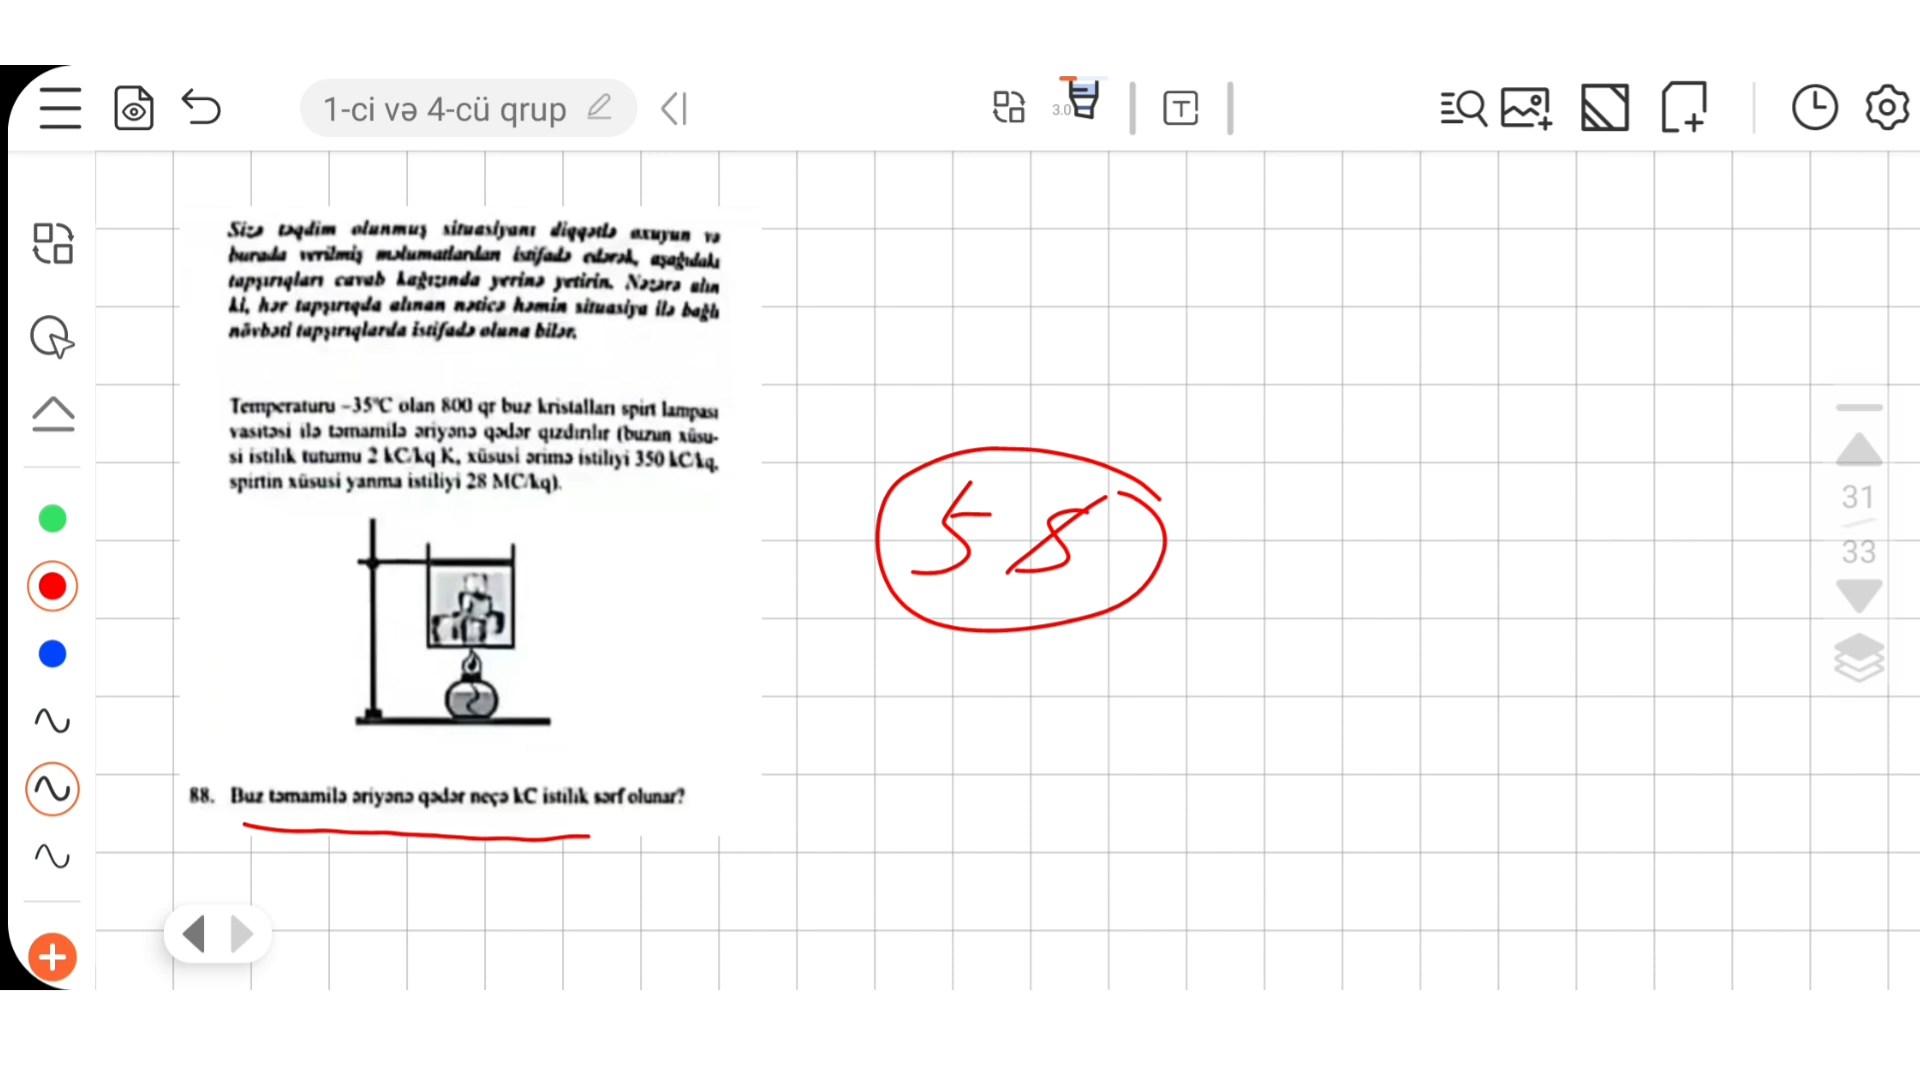 1-ci və 4-cü qrup
3.0
T
Sizə təqdim olunmuş situasiyanı diqqətlə oxuyun və
burada verilmiş məlumatlardan istifadə edərək, aşağıdakı
tapşırıqları cavab kağızında yerinə yetirin. Nəzərə alın
ki, hər tapşırıqda alınan nəticə həmin situasiya ilə bağlı
növbəti tapşırıqlarda istifadə oluna bilər.
Temperaturu –35°C olan 800 qr buz kristalları spirt lampası
vasitəsi ilə tamamilə əriyənə qədər qızdırılır (buzun xüsu-
si istilik tutumu 2 kC/kq K, xüsusi ərimə istiliyi 350 kC/kq,
spirtin xüsusi yanma istiliyi 28 MC/kq).
58
88. Buz tamamilə əriyənə qədər neçə kC istilik sərf olunar?
31
33